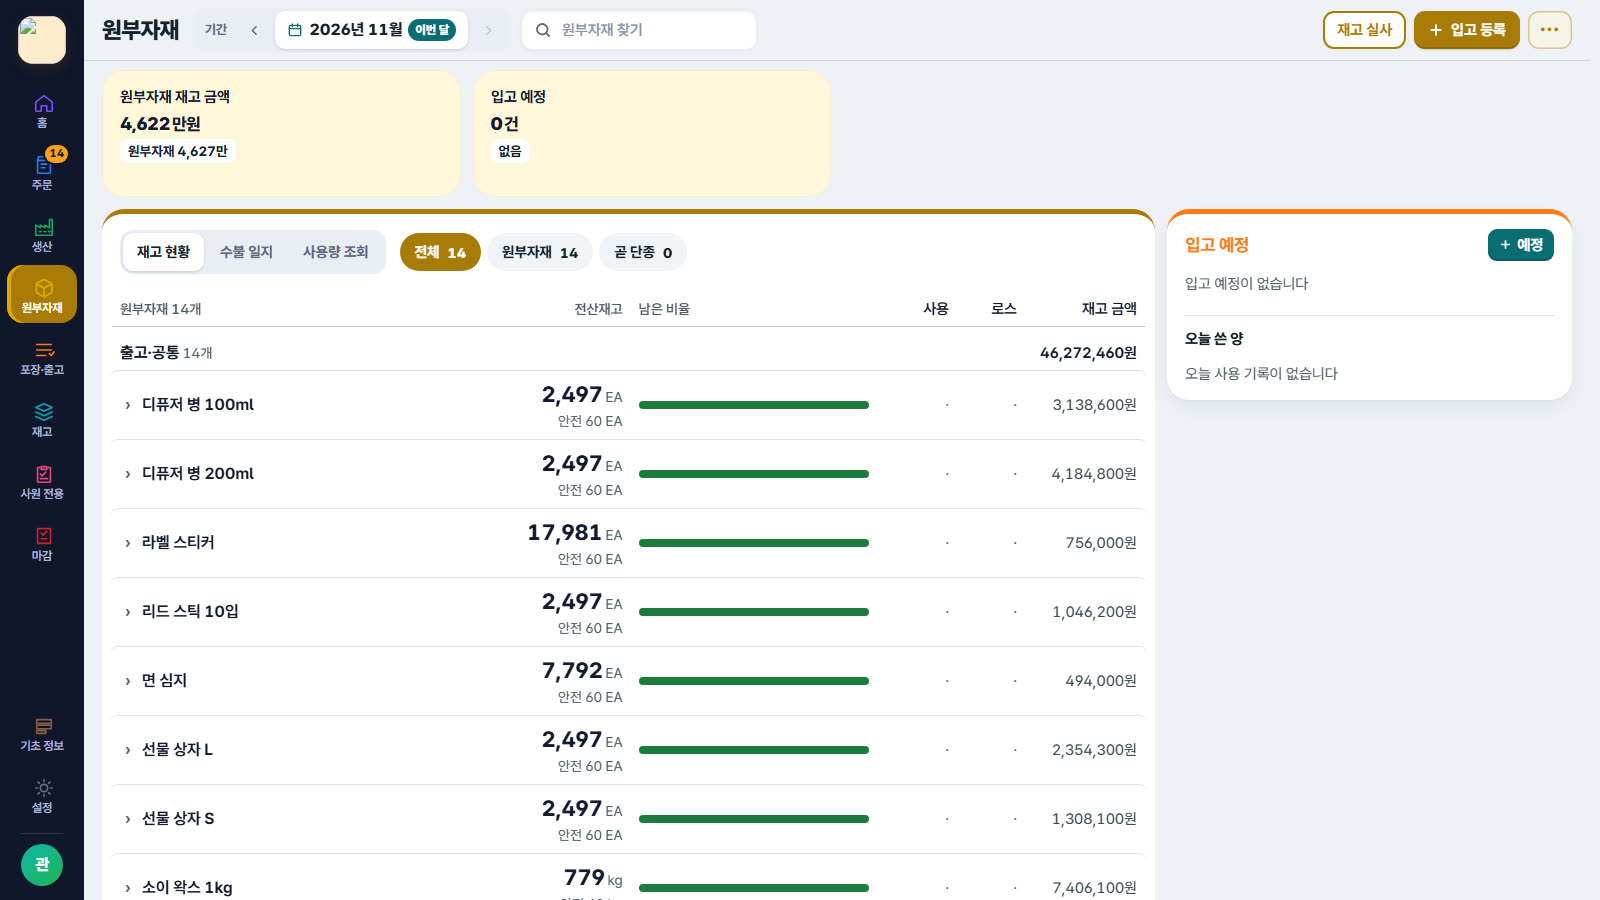 원부자재
기간
2026년 11월 이번 달
원부자재 찾기
재고 실사
+ 입고 등록
홈
14
주문
생산
원부자재
포장·출고
재고
사원 전용
마감
기초 정보
설정
관
원부자재 재고 금액
4,622만원
원부자재 4,627만
입고 예정
0건
없음
재고 현황
수불 일지
사용량 조회
전체 14
원부자재 14
곧 단종 0
원부자재 14개 전산재고 남은 비율 사용 로스 재고 금액
출고·공통 14개 46,272,460원
디퓨저 병 100ml 2,497 EA · · 3,138,600원
안전 60 EA
디퓨저 병 200ml 2,497 EA · · 4,184,800원
안전 60 EA
라벨 스티커 17,981 EA · · 756,000원
안전 60 EA
리드 스틱 10입 2,497 EA · · 1,046,200원
안전 60 EA
면 심지 7,792 EA · · 494,000원
안전 60 EA
선물 상자 L 2,497 EA · · 2,354,300원
안전 60 EA
선물 상자 S 2,497 EA · · 1,308,100원
안전 60 EA
소이 왁스 1kg 779 kg · · 7,406,100원
입고 예정
+ 예정
입고 예정이 없습니다
오늘 쓴 양
오늘 사용 기록이 없습니다